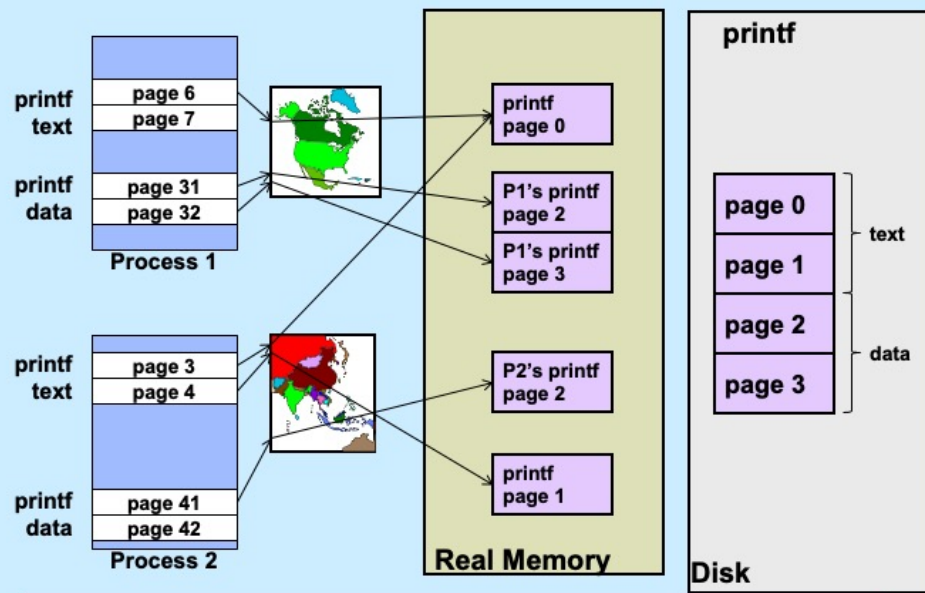 printf
text
page 6
page 7
printf
data
page 31
page 32
Process 1
printf
text
page 3
page 4
printf
data
page 41
page 42
Process 2
printf
page 0
P1's printf
page 2
P1's printf
page 3
P2's printf
page 2
printf
page 1
Real Memory
printf
page 0
page 1
page 2
page 3
text
data
Disk